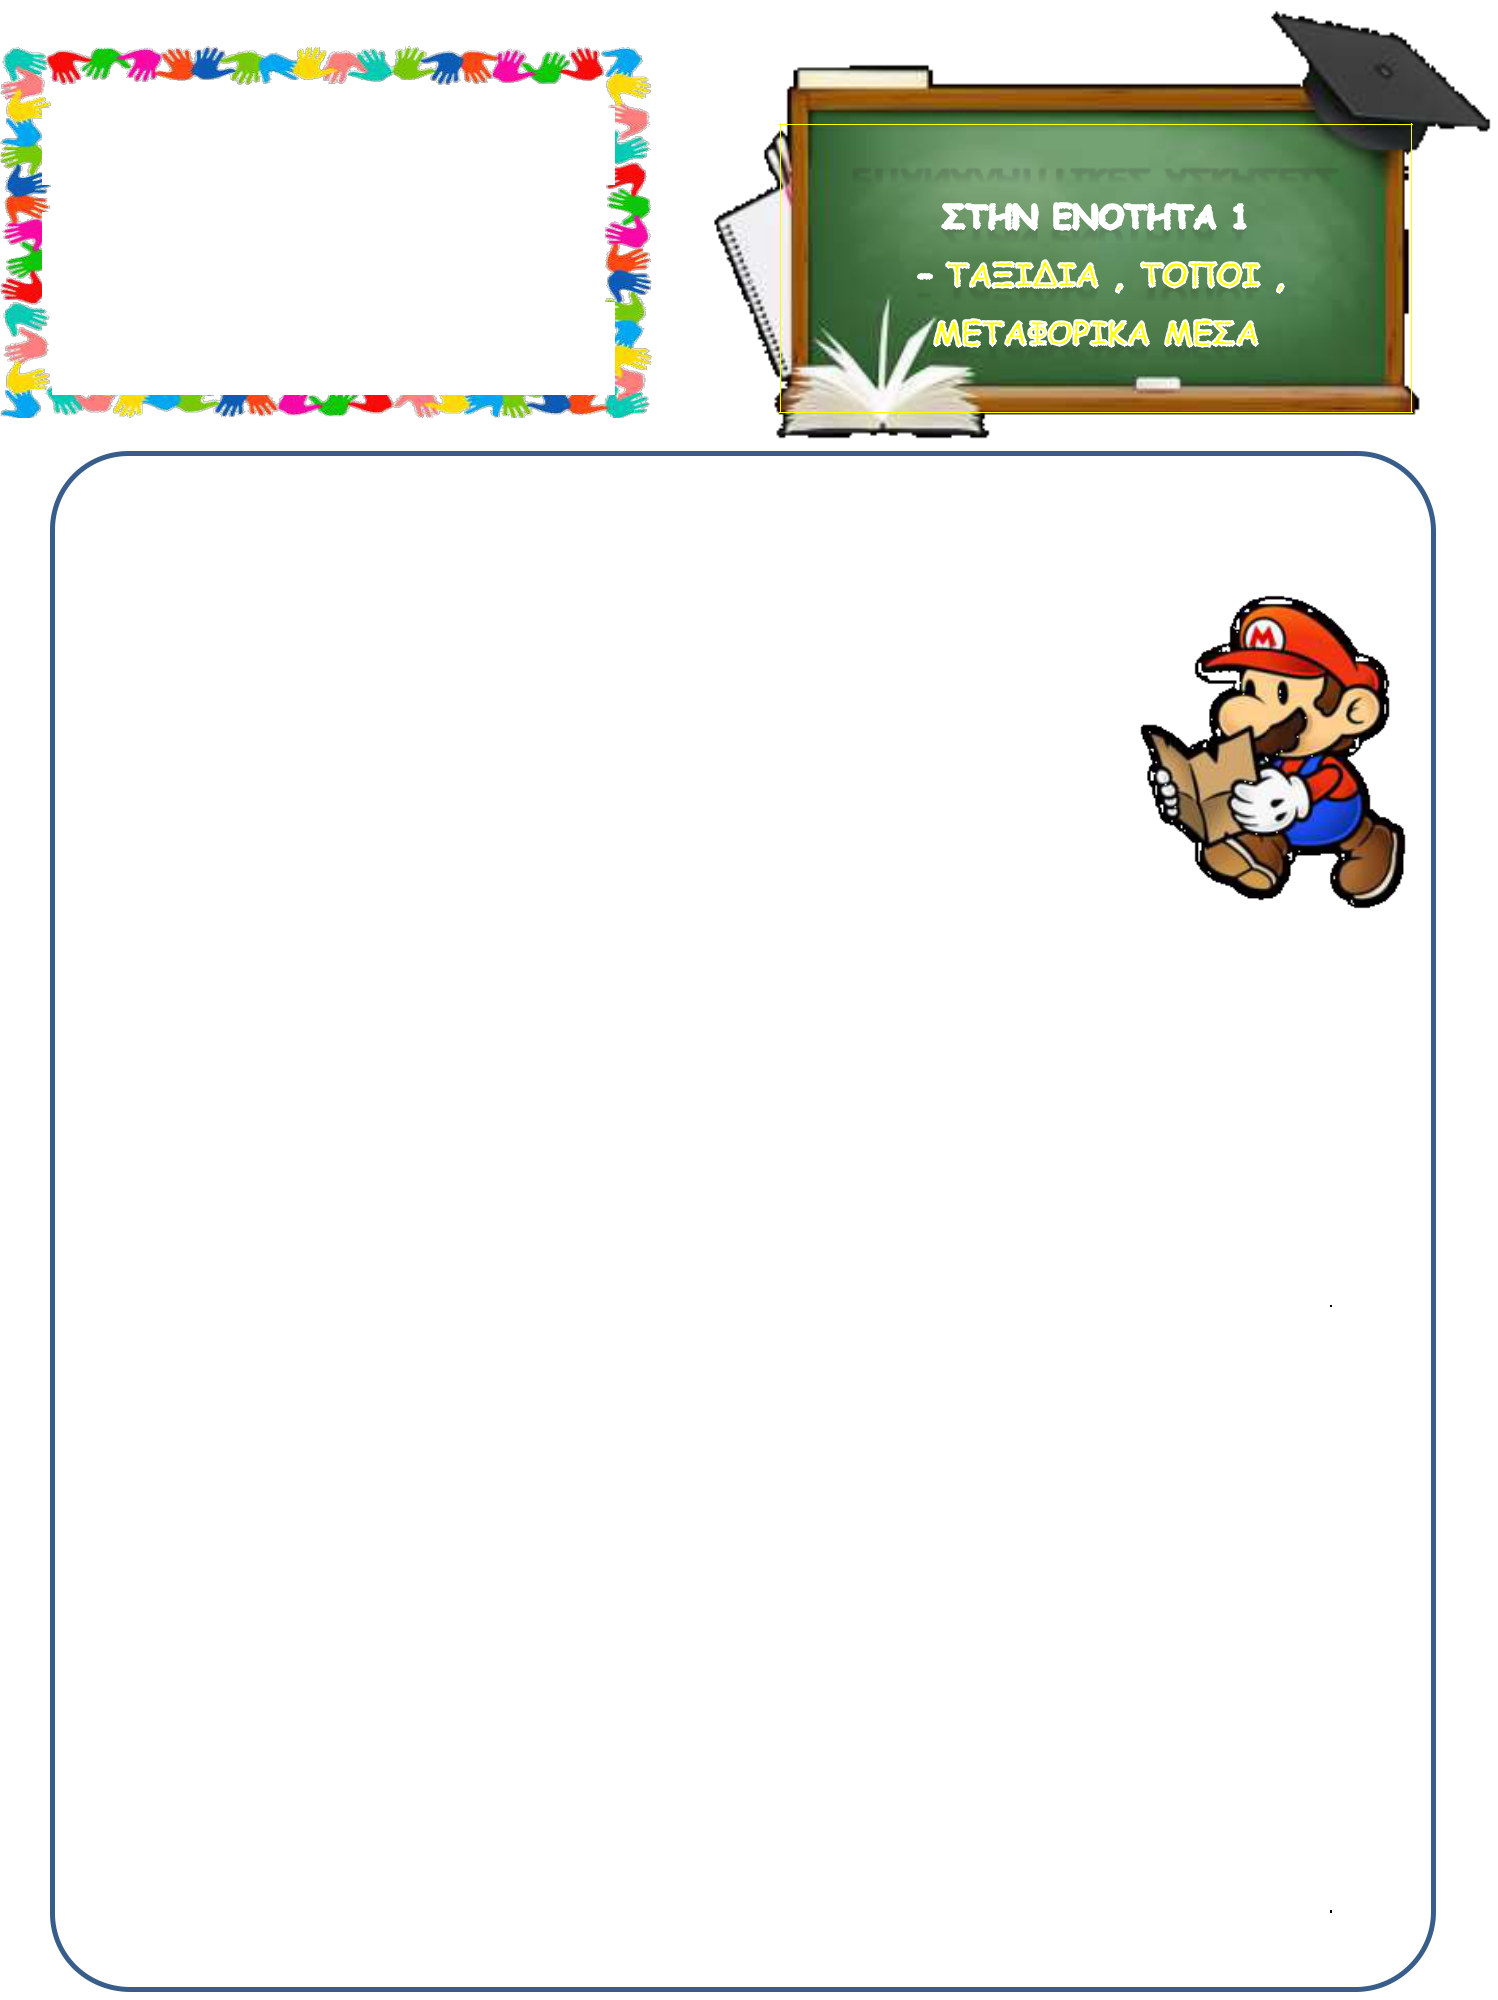 ΣΤΗΝ ΕΝΟΤΗΤΑ 1
- ΤΑΞΙΔΙΑ , ΤΟΠΟΙ ,
ΜΕΤΑΦΟΡΙΚΑ ΜΕΣΑ
M